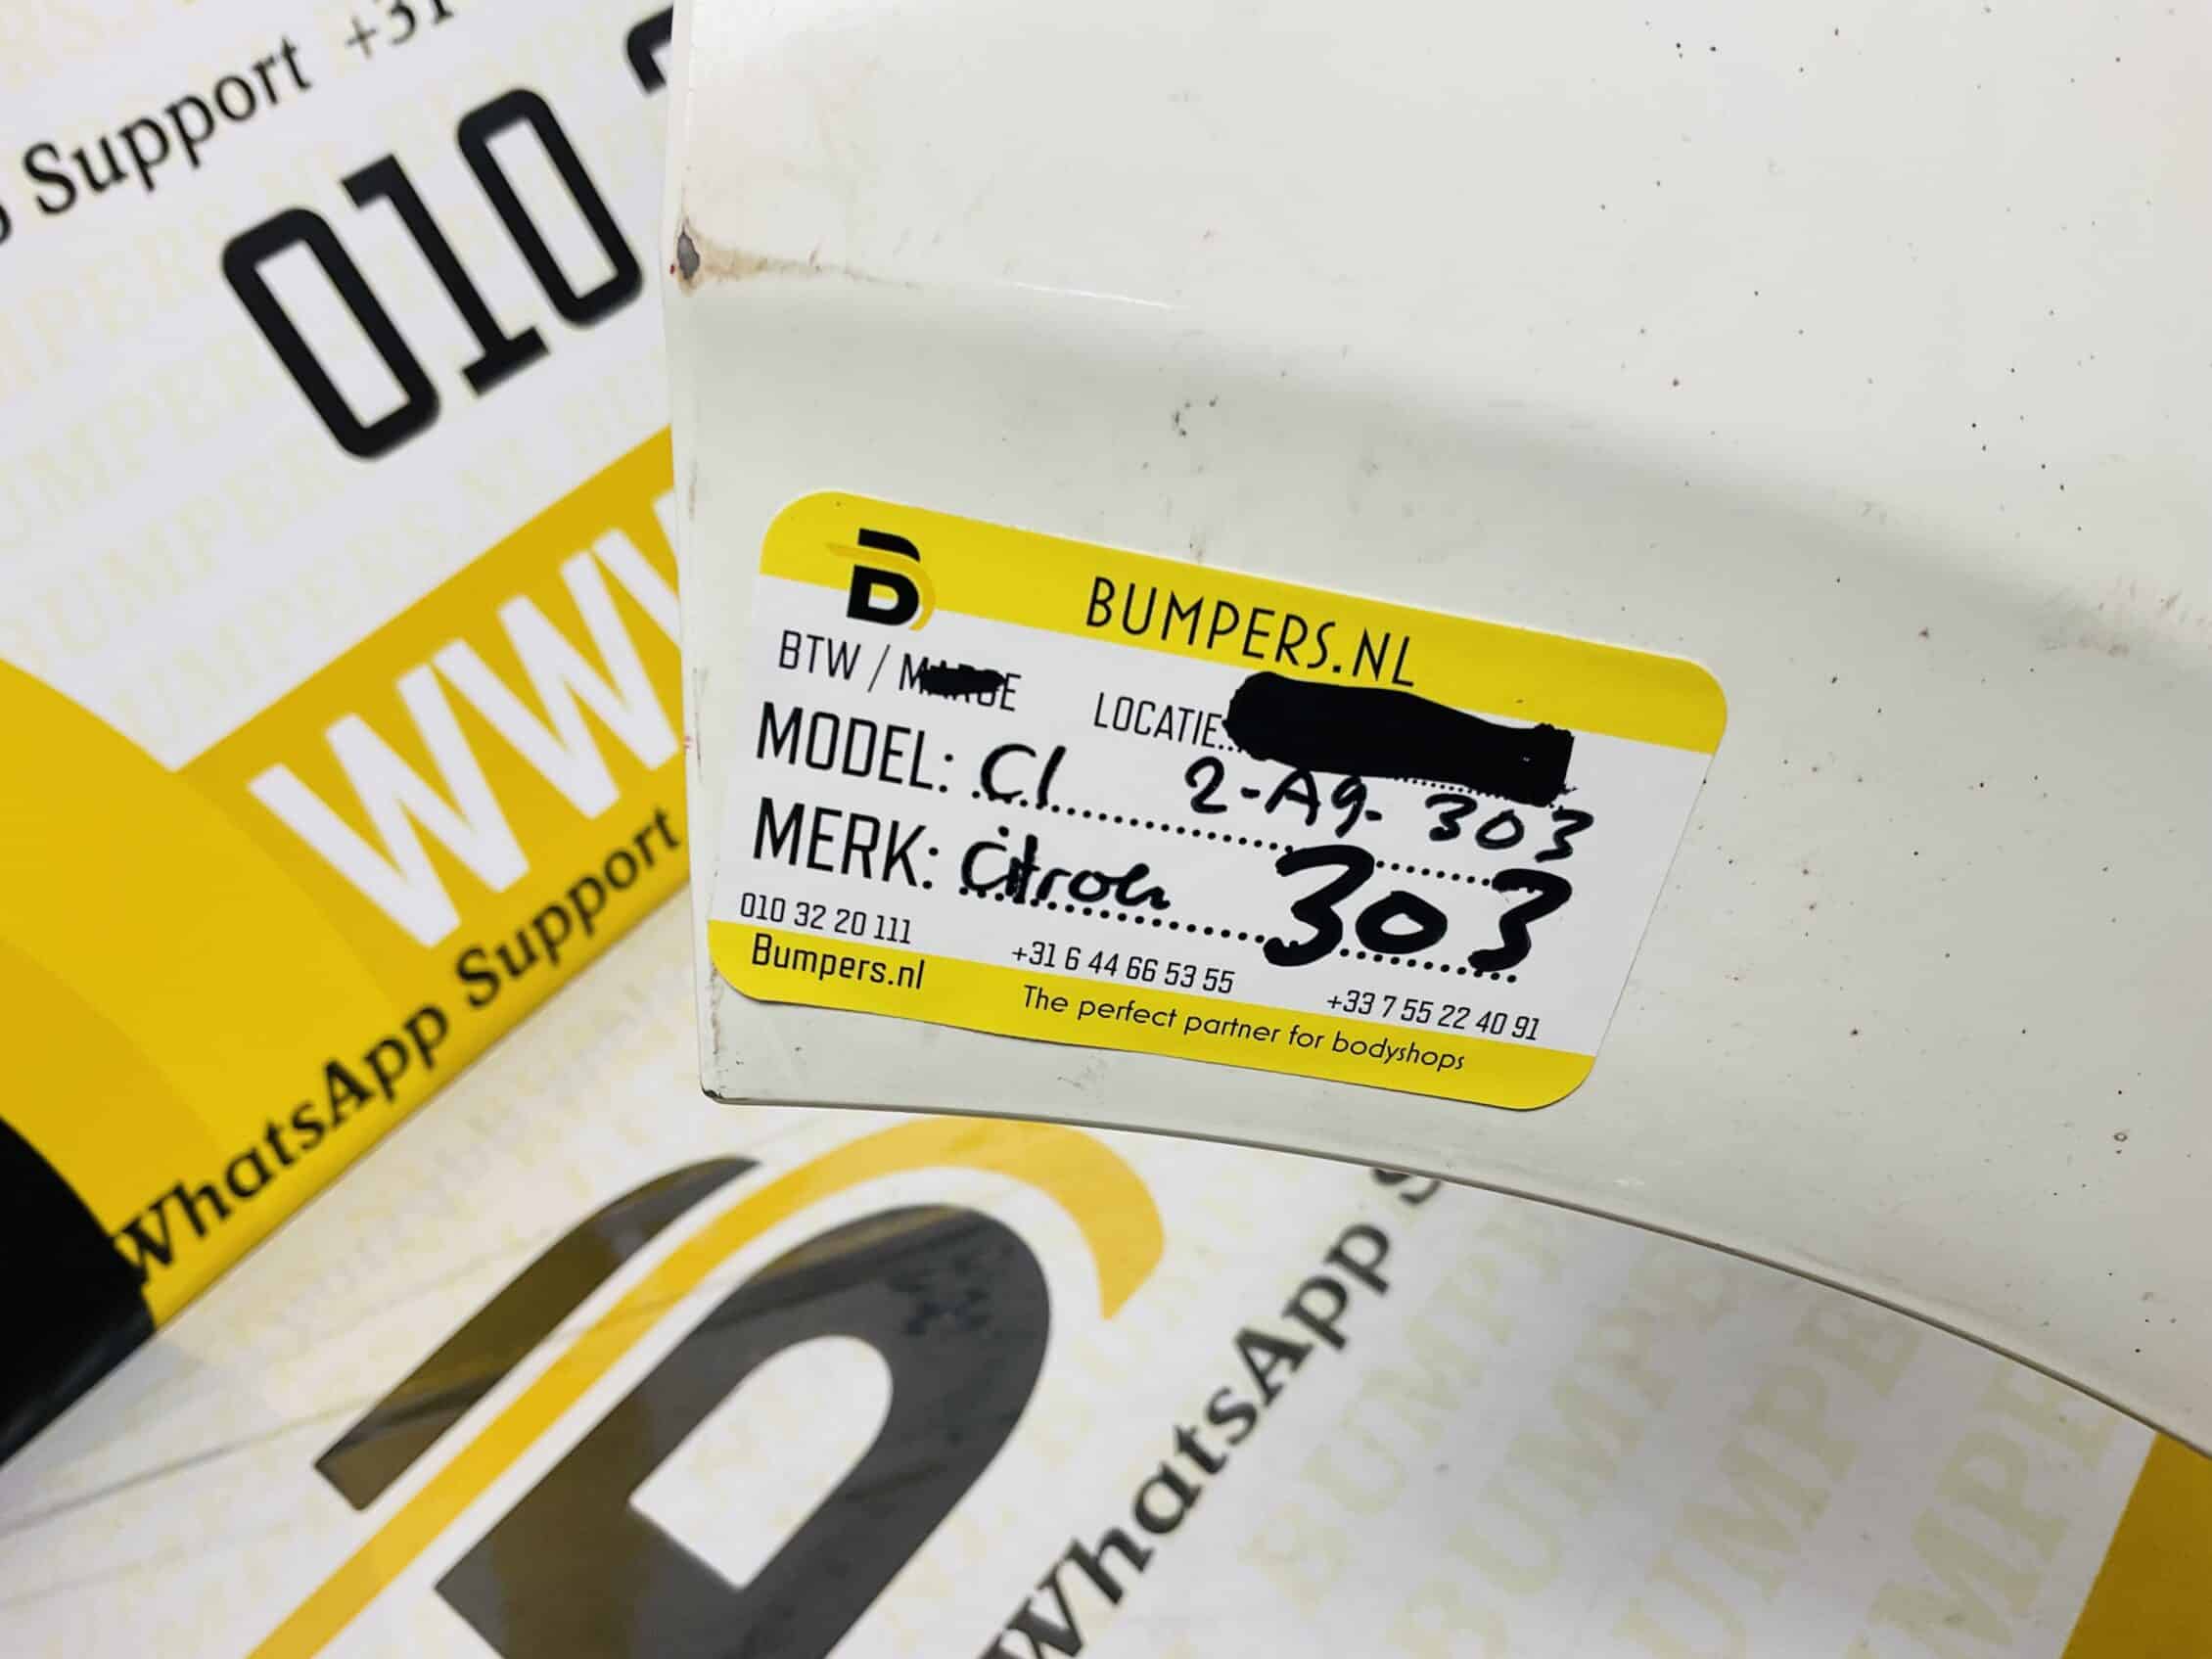 Support +31
010
WWW
WhatsApp Support
BUMPERS.NL
BTW / MARGE LOCATIE:
MODEL: C1 2-A9-303
MERK: Citroen 303
010 32 20 111 +31 6 44 66 53 55 +33 7 55 22 40 91
Bumpers.nl The perfect partner for bodyshops
WhatsApp S